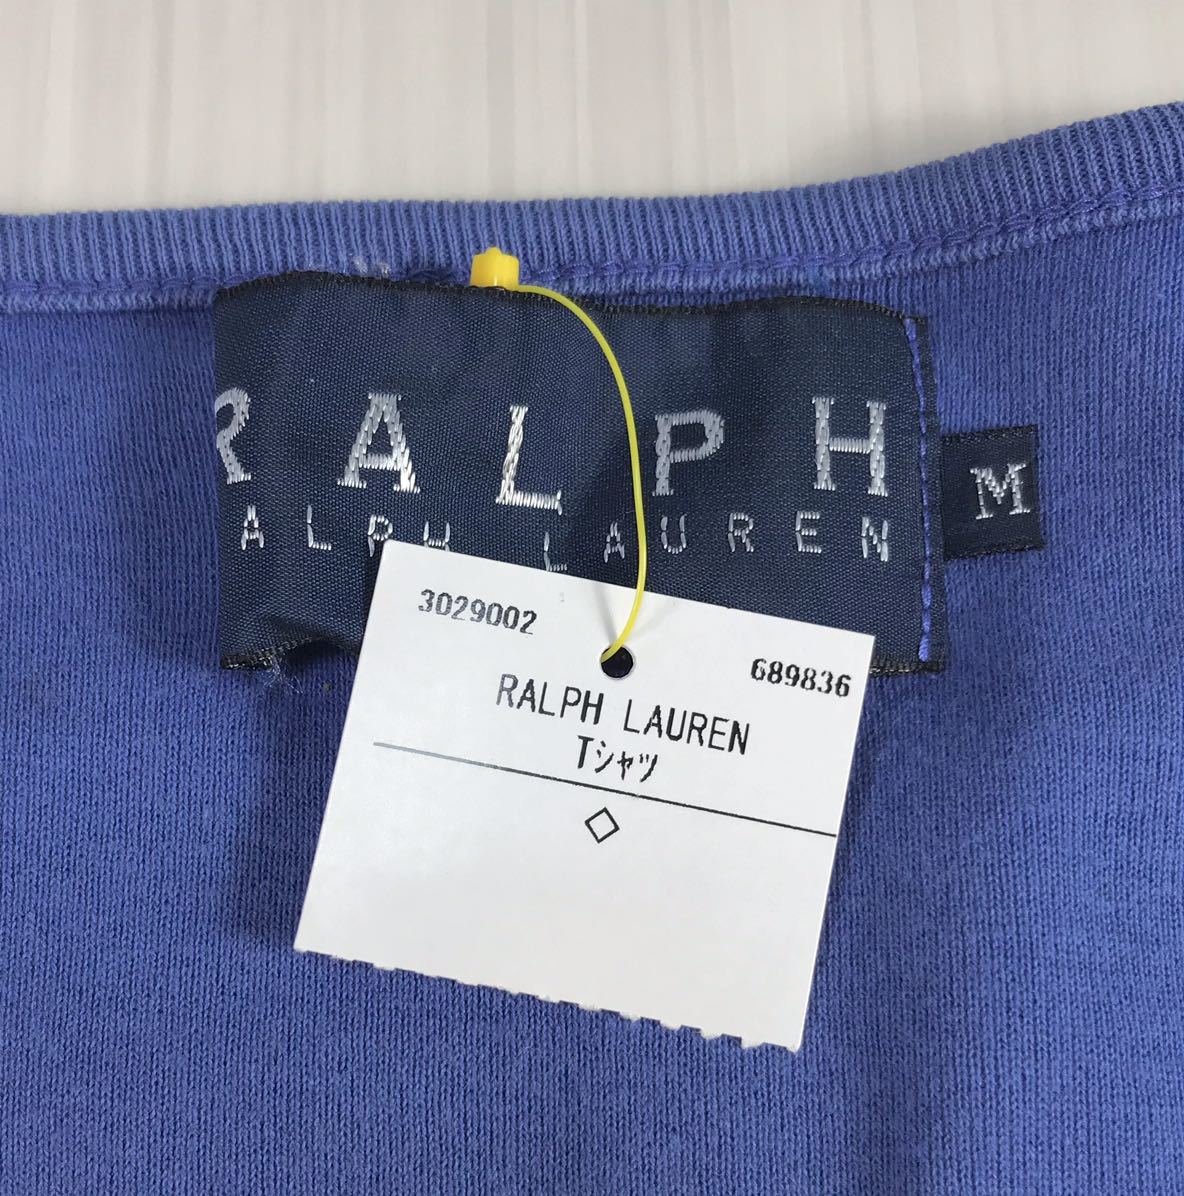 RALPH
RALPH LAUREN
M
3029002
689836
RALPH LAUREN
Tシャツ